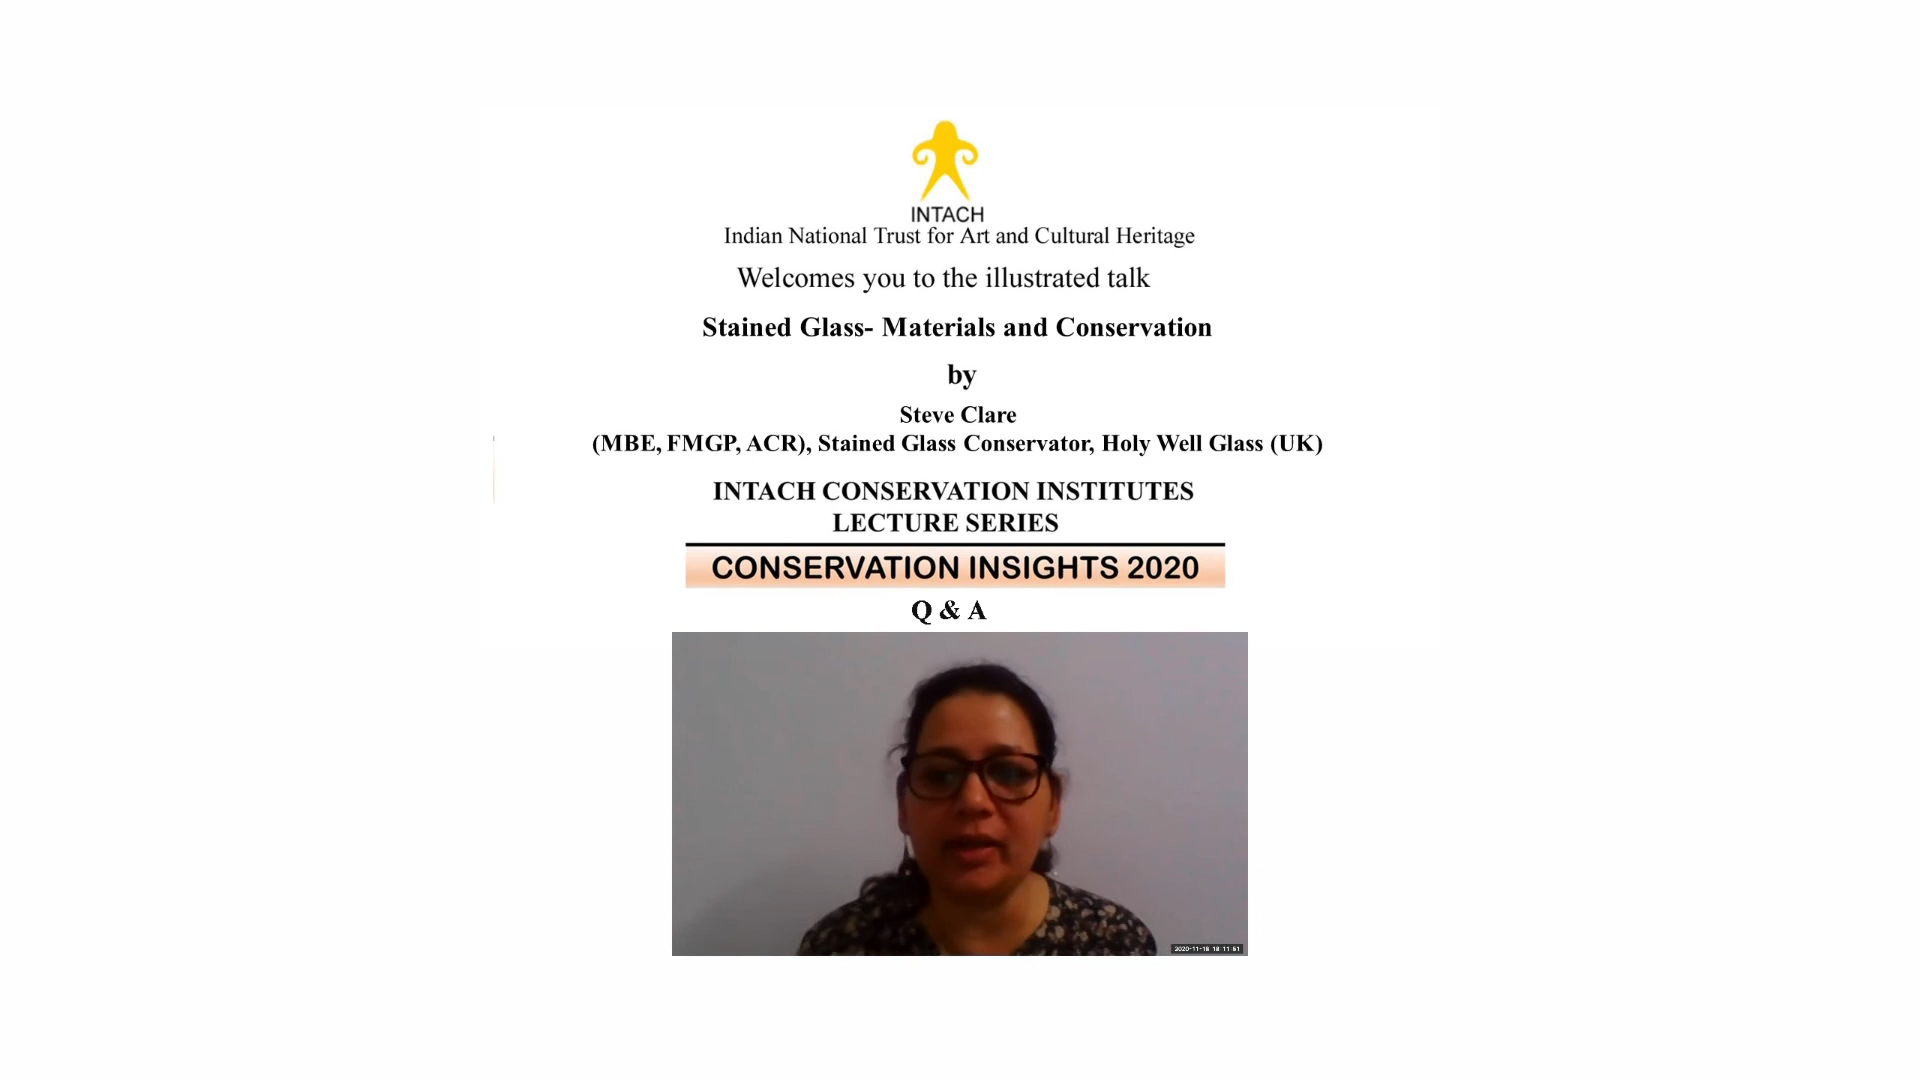 INTACH
Indian National Trust for Art and Cultural Heritage
Welcomes you to the illustrated talk
Stained Glass- Materials and Conservation
by
Steve Clare
(MBE, FMGP, ACR), Stained Glass Conservator, Holy Well Glass (UK)
INTACH CONSERVATION INSTITUTES
LECTURE SERIES
CONSERVATION INSIGHTS 2020
Q & A